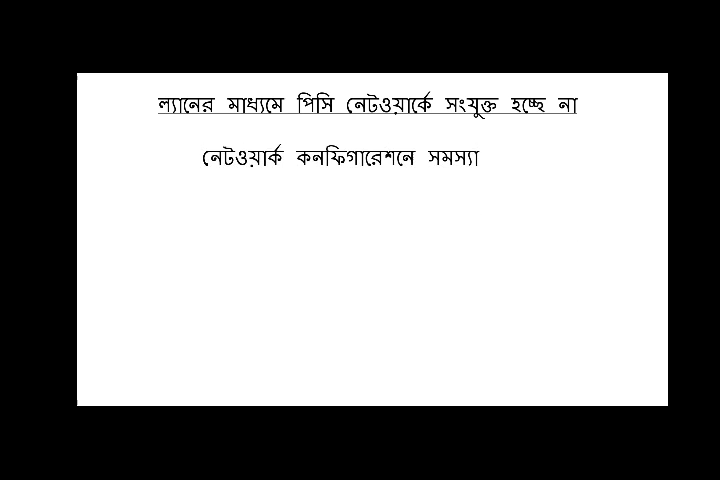 ল্যানের মাধ্যমে পিসি নেটওয়ার্কে সংযুক্ত হচ্ছে না
নেটওয়ার্ক কনফিগারেশনে সমস্যা